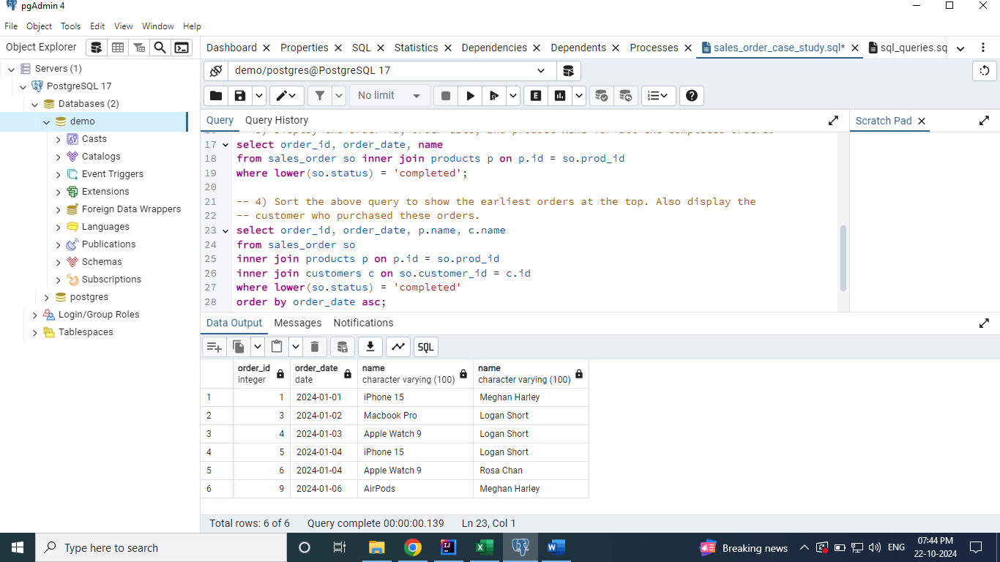 pgAdmin 4
File Object Tools Edit View Window Help
Object Explorer
Dashboard Properties SQL Statistics Dependencies Dependents Processes sales_order_case_study.sql* sql_queries.sq
Servers (1)
PostgreSQL 17
Databases (2)
demo
Casts
Catalogs
Event Triggers
Extensions
Foreign Data Wrappers
Languages
Publications
Schemas
Subscriptions
postgres
Login/Group Roles
Tablespaces
demo/postgres@PostgreSQL 17
No limit
E
Query Query History
Scratch Pad
17 select order_id, order_date, name
18 from sales_order so inner join products p on p.id = so.prod_id
19 where lower(so.status) = 'completed';
20
21 -- 4) Sort the above query to show the earliest orders at the top. Also display the
22 -- customer who purchased these orders.
23 select order_id, order_date, p.name, c.name
24 from sales_order so
25 inner join products p on p.id = so.prod_id
26 inner join customers c on so.customer_id = c.id
27 where lower(so.status) = 'completed'
28 order by order_date asc;
Data Output Messages Notifications
SQL
order_id order_date name name
integer date character varying (100) character varying (100)
1 1 2024-01-01 iPhone 15 Meghan Harley
2 3 2024-01-02 Macbook Pro Logan Short
3 4 2024-01-03 Apple Watch 9 Logan Short
4 5 2024-01-04 iPhone 15 Logan Short
5 6 2024-01-04 Apple Watch 9 Rosa Chan
6 9 2024-01-06 AirPods Meghan Harley
Total rows: 6 of 6 Query complete 00:00:00.139 Ln 23, Col 1
Type here to search
Breaking news
ENG
07:44 PM
22-10-2024